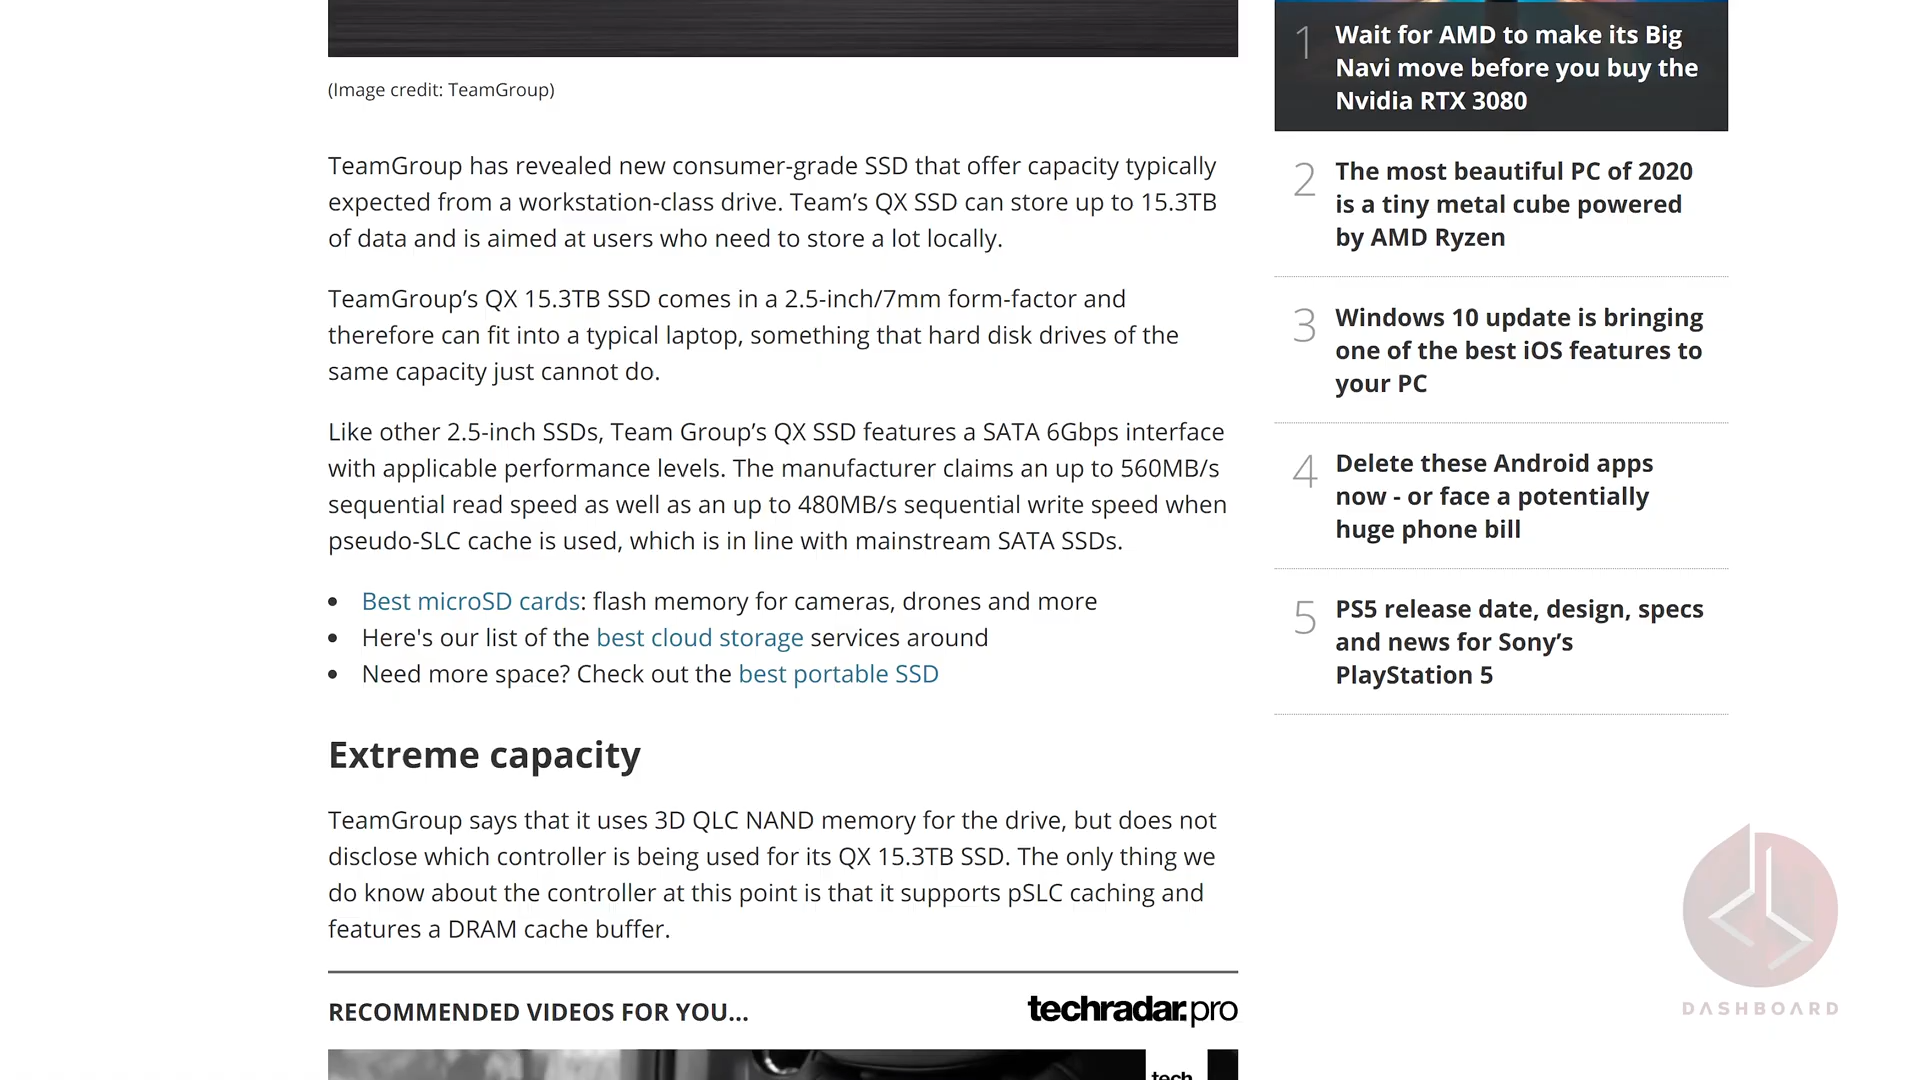 (Image credit: TeamGroup)
TeamGroup has revealed new consumer-grade SSD that offer capacity typically
expected from a workstation-class drive. Team’s QX SSD can store up to 15.3TB
of data and is aimed at users who need to store a lot locally.
TeamGroup’s QX 15.3TB SSD comes in a 2.5-inch/7mm form-factor and
therefore can fit into a typical laptop, something that hard disk drives of the
same capacity just cannot do.
Like other 2.5-inch SSDs, Team Group’s QX SSD features a SATA 6Gbps interface
with applicable performance levels. The manufacturer claims an up to 560MB/s
sequential read speed as well as an up to 480MB/s sequential write speed when
pseudo-SLC cache is used, which is in line with mainstream SATA SSDs.
• Best microSD cards: flash memory for cameras, drones and more
• Here's our list of the best cloud storage services around
• Need more space? Check out the best portable SSD
Extreme capacity
TeamGroup says that it uses 3D QLC NAND memory for the drive, but does not
disclose which controller is being used for its QX 15.3TB SSD. The only thing we
do know about the controller at this point is that it supports pSLC caching and
features a DRAM cache buffer.
RECOMMENDED VIDEOS FOR YOU...
techradar.pro
tech
1 Wait for AMD to make its Big
Navi move before you buy the
Nvidia RTX 3080
2 The most beautiful PC of 2020
is a tiny metal cube powered
by AMD Ryzen
3 Windows 10 update is bringing
one of the best iOS features to
your PC
4 Delete these Android apps
now - or face a potentially
huge phone bill
5 PS5 release date, design, specs
and news for Sony’s
PlayStation 5
DASHBOARD